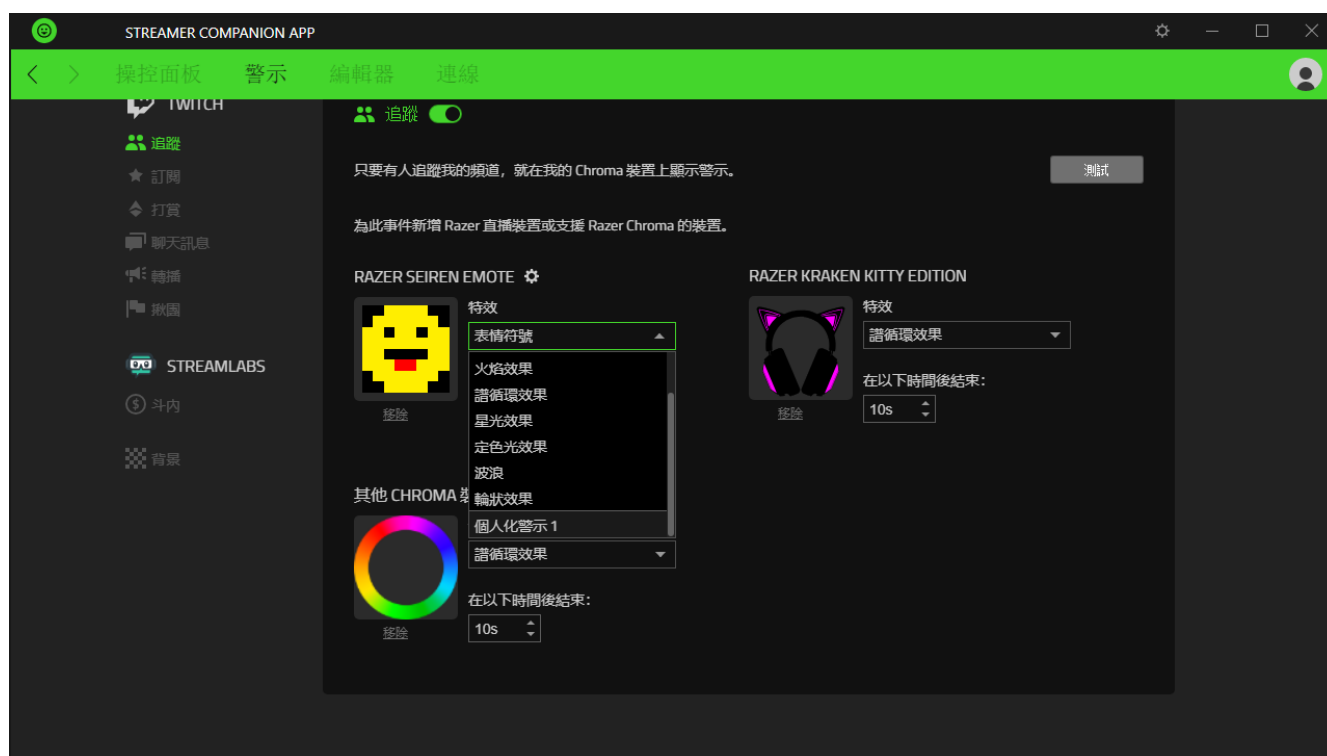 STREAMER COMPANION APP
操控面板 警示 編輯器 連線
TWITCH
追蹤
訂閱
打賞
聊天訊息
轉播
揪團
STREAMLABS
斗內
背景
追蹤
只要有人追蹤我的頻道，就在我的 Chroma 裝置上顯示警示。
測試
為此事件新增 Razer 直播裝置或支援 Razer Chroma 的裝置。
RAZER SEIREN EMOTE
特效
表情符號
火焰效果
譜循環效果
星光效果
定色光效果
波浪
輪狀效果
個人化警示 1
移除
RAZER KRAKEN KITTY EDITION
特效
譜循環效果
在以下時間後結束：
10s
移除
其他 CHROMA
譜循環效果
在以下時間後結束：
10s
移除